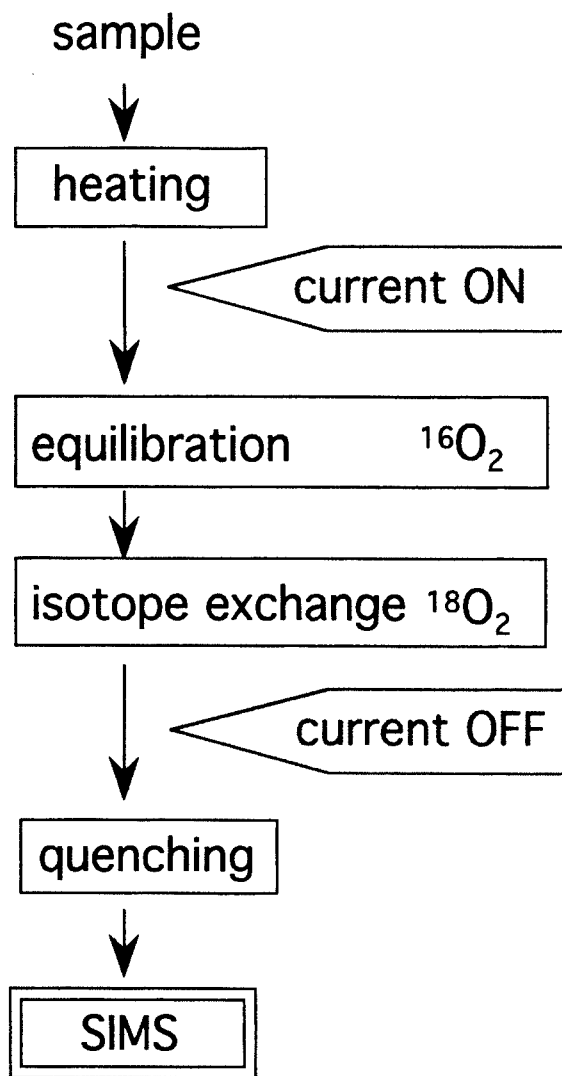 sample
heating
current ON
equilibration ¹⁶O₂
isotope exchange ¹⁸O₂
current OFF
quenching
SIMS